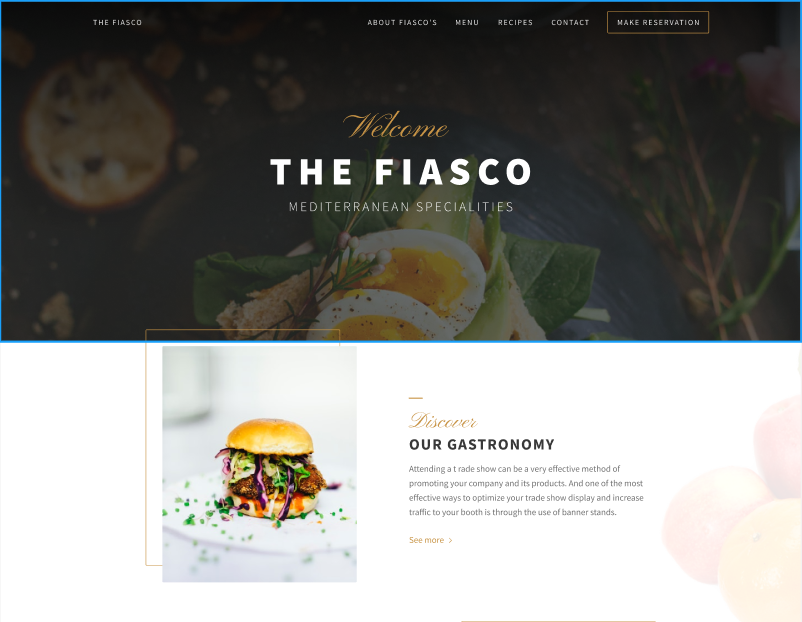 THE FIASCO
ABOUT FIASCO'S MENU RECIPES CONTACT MAKE RESERVATION
Welcome
THE FIASCO
MEDITERRANEAN SPECIALITIES
Discover
OUR GASTRONOMY
Attending a t rade show can be a very effective method of
promoting your company and its products. And one of the most
effective ways to optimize your trade show display and increase
traffic to your booth is through the use of banner stands.
See more >